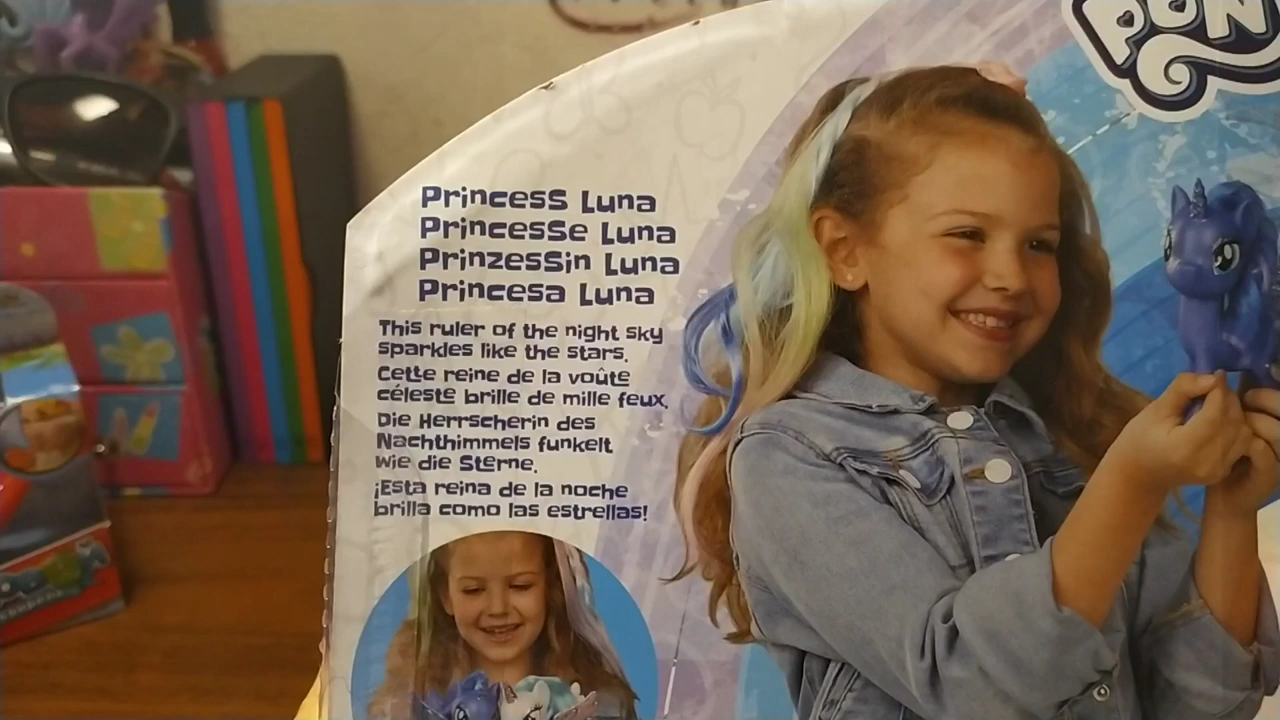 PONY
Princess Luna
Princesse Luna
Prinzessin Luna
Princesa Luna
This ruler of the night sky
sparkles like the stars.
Cette reine de la voûte
céleste brille de mille feux.
Die Herrscherin des
Nachthimmels funkelt
wie die Sterne.
¡Esta reina de la noche
brilla como las estrellas!